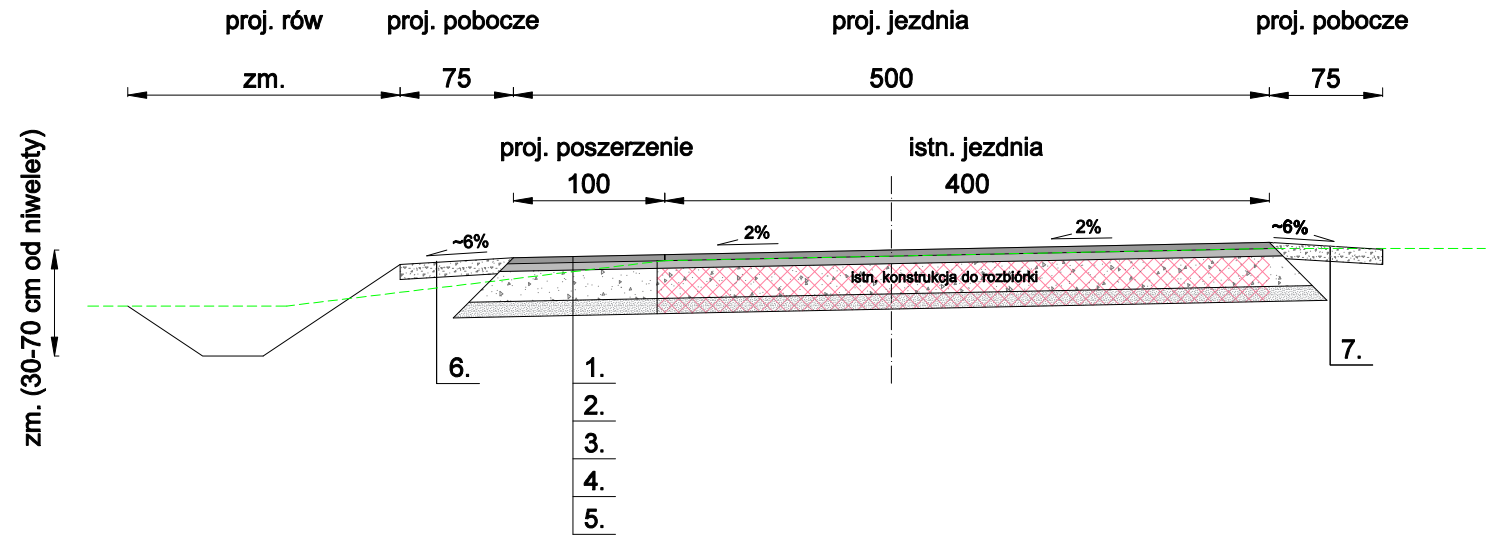 proj. rów
proj. pobocze
proj. jezdnia
proj. pobocze
zm.
75
500
75
proj. poszerzenie
istn. jezdnia
100
400
zm. (30-70 cm od niwelety)
~6%
2%
2%
~6%
istn. konstrukcja do rozbiórki
6.
1.
7.
2.
3.
4.
5.